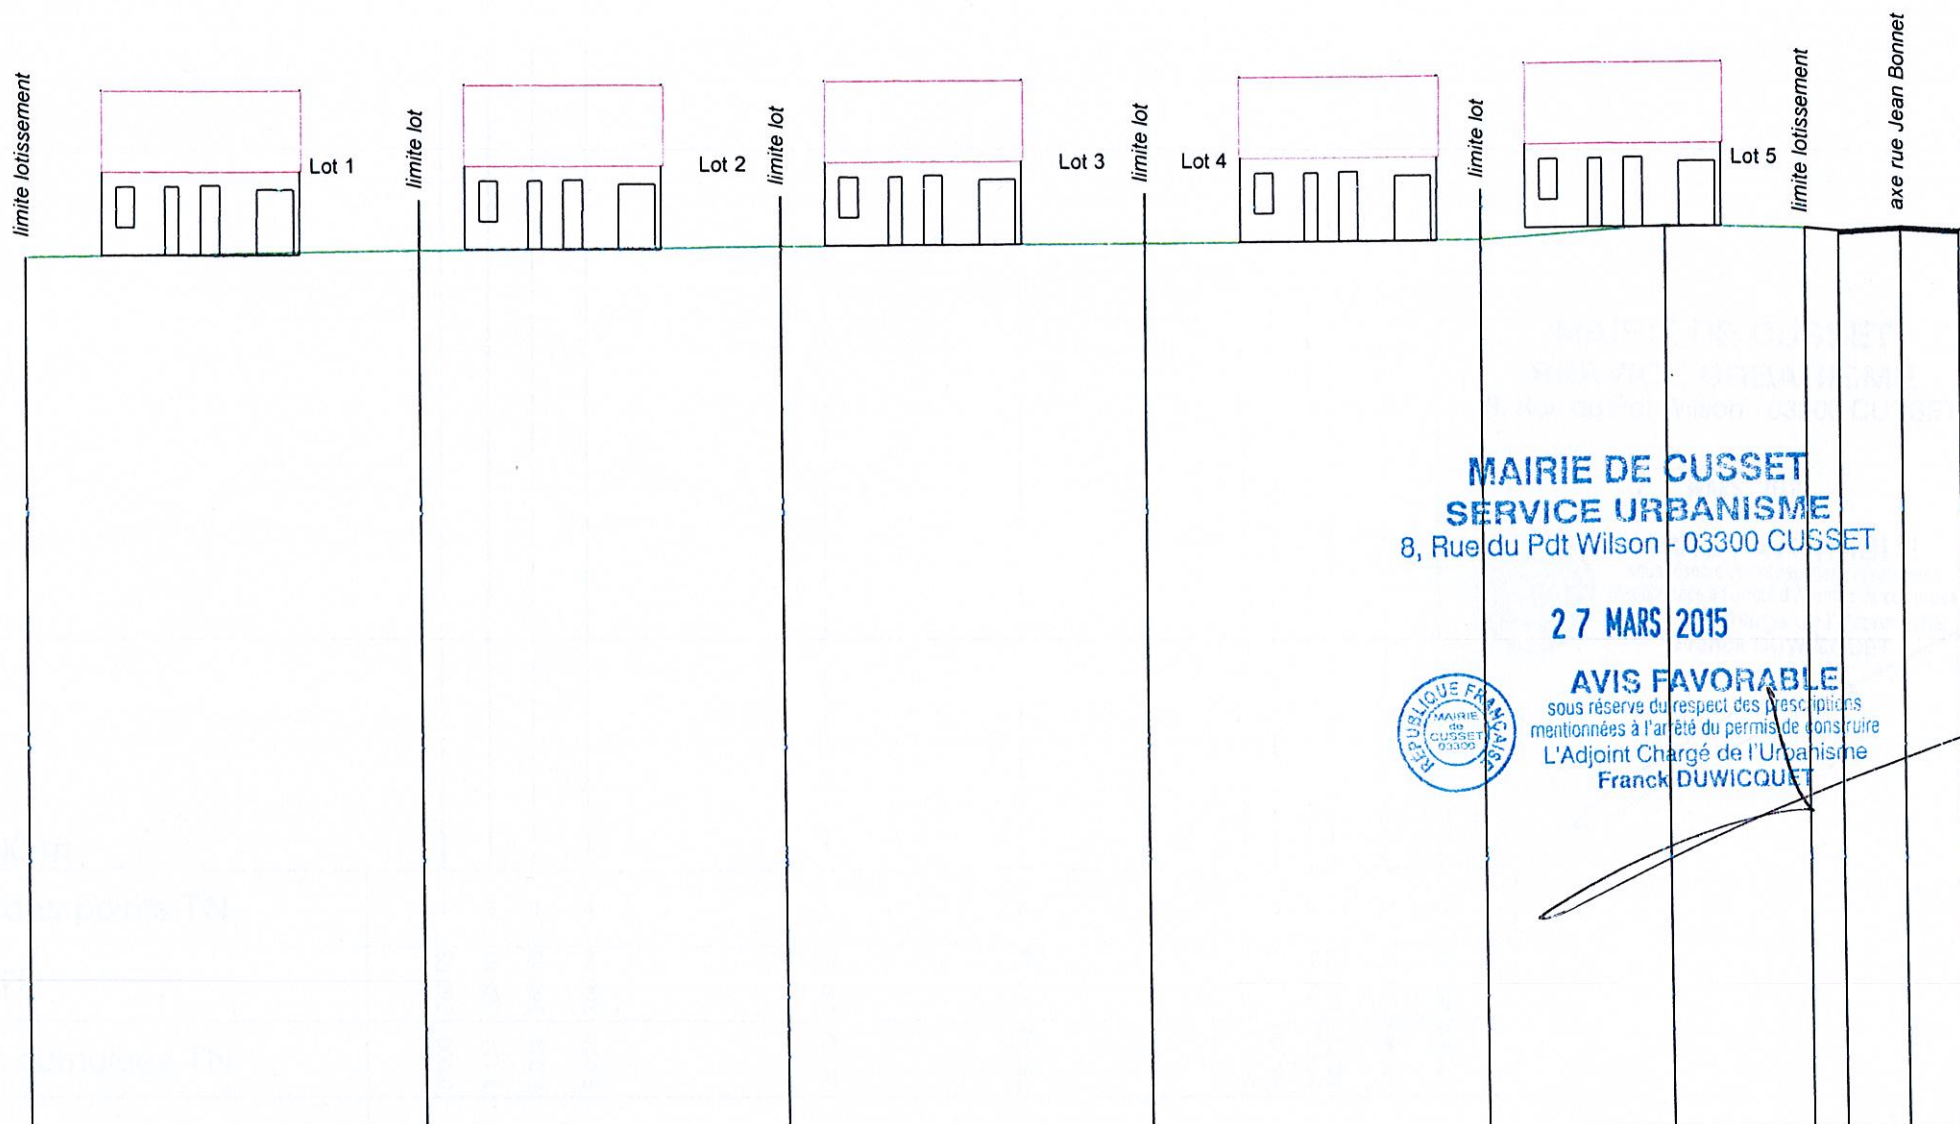 limite lotissement
Lot 1
limite lot
Lot 2
limite lot
Lot 3
limite lot
Lot 4
limite lot
Lot 5
limite lotissement
axe rue Jean Bonnet
MAIRIE DE CUSSET
SERVICE URBANISME
8, Rue du Pdt Wilson - 03300 CUSSET
27 MARS 2015
AVIS FAVORABLE
sous réserve du respect des prescriptions
mentionnées à l'arrêté du permis de construire
L'Adjoint Chargé de l'Urbanisme
Franck DUWICQUET
RÉPUBLIQUE FRANÇAISE
MAIRIE
de
CUSSET
03300